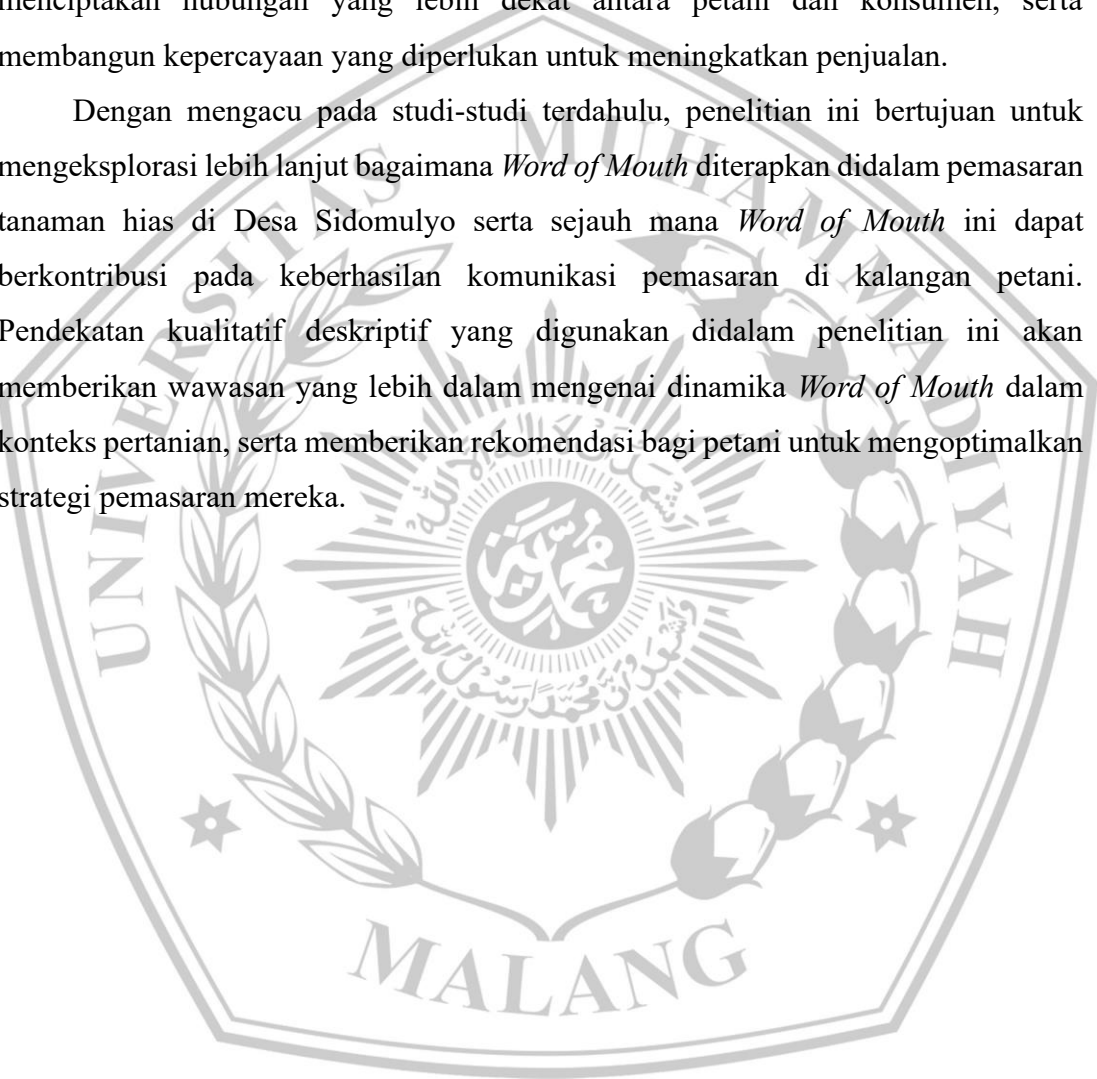 menciptakan hubungan yang lebih dekat antara petani dan konsumen, serta
membangun kepercayaan yang diperlukan untuk meningkatkan penjualan.
Dengan mengacu pada studi-studi terdahulu, penelitian ini bertujuan untuk
mengeksplorasi lebih lanjut bagaimana Word of Mouth diterapkan didalam pemasaran
tanaman hias di Desa Sidomulyo serta sejauh mana Word of Mouth ini dapat
berkontribusi pada keberhasilan komunikasi pemasaran di kalangan petani.
Pendekatan kualitatif deskriptif yang digunakan didalam penelitian ini akan
memberikan wawasan yang lebih dalam mengenai dinamika Word of Mouth dalam
konteks pertanian, serta memberikan rekomendasi bagi petani untuk mengoptimalkan
strategi pemasaran mereka.
UNIVERSITAS MUHAMMADIYAH
MALANG